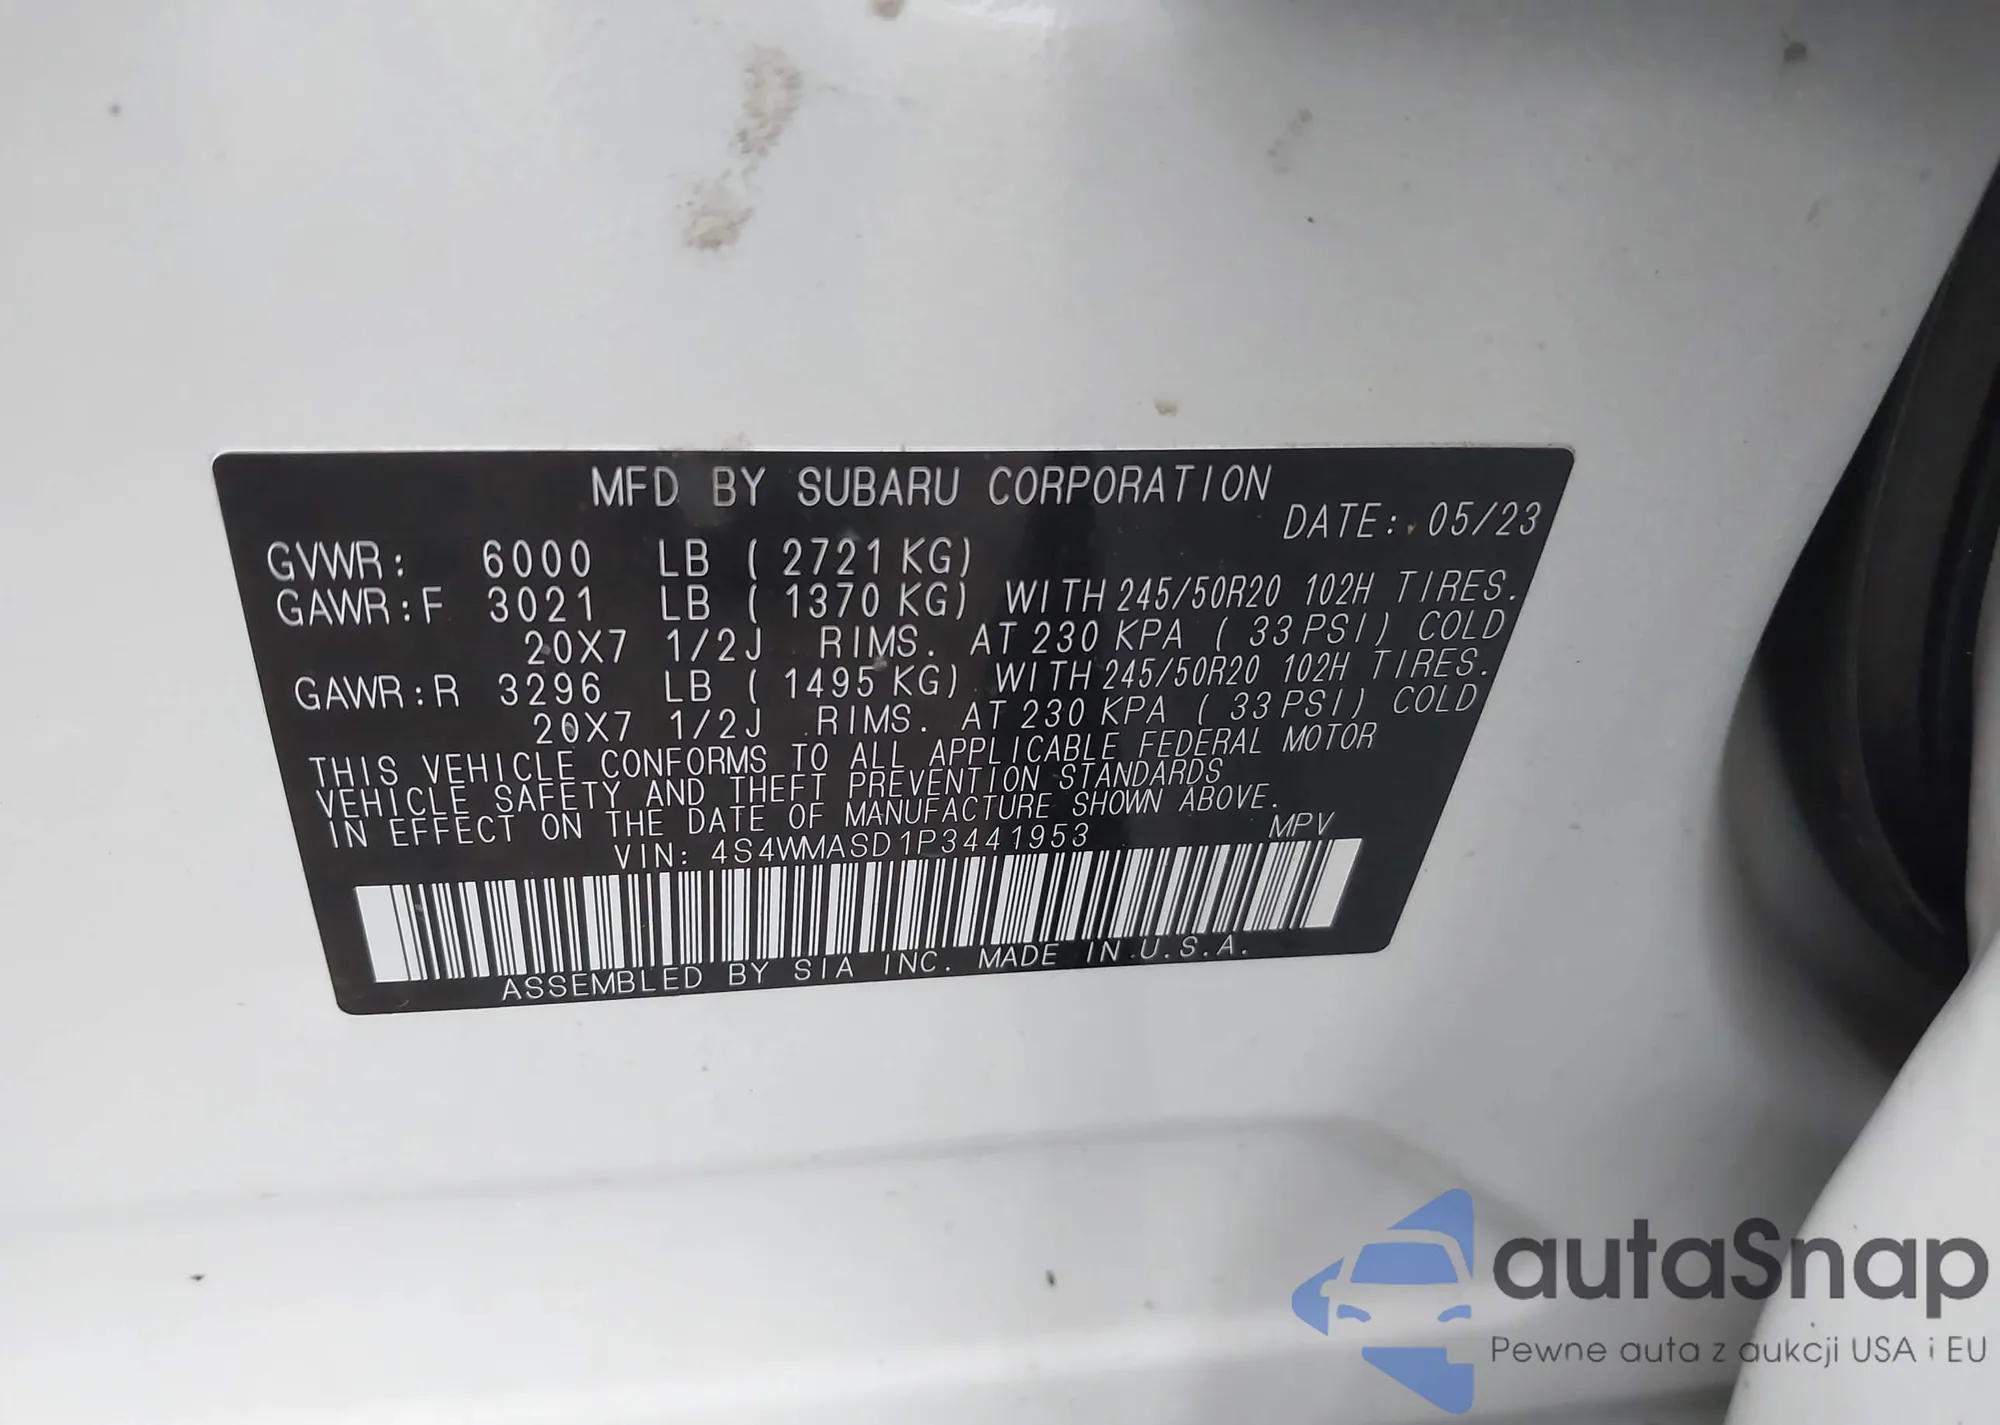 MFD BY SUBARU CORPORATION
DATE: 05/23
GVWR: 6000 LB ( 2721 KG)
GAWR:F 3021 LB ( 1370 KG) WITH 245/50R20 102H TIRES.
20X7 1/2J RIMS. AT 230 KPA ( 33 PSI) COLD
GAWR:R 3296 LB ( 1495 KG) WITH 245/50R20 102H TIRES.
20X7 1/2J RIMS. AT 230 KPA ( 33 PSI) COLD
THIS VEHICLE CONFORMS TO ALL APPLICABLE FEDERAL MOTOR
VEHICLE SAFETY AND THEFT PREVENTION STANDARDS
IN EFFECT ON THE DATE OF MANUFACTURE SHOWN ABOVE.
VIN: 4S4WMASD1P3441953 MPV
ASSEMBLED BY SIA INC. MADE IN U.S.A.
autaSnap
Pewne auta z aukcji USA i EU